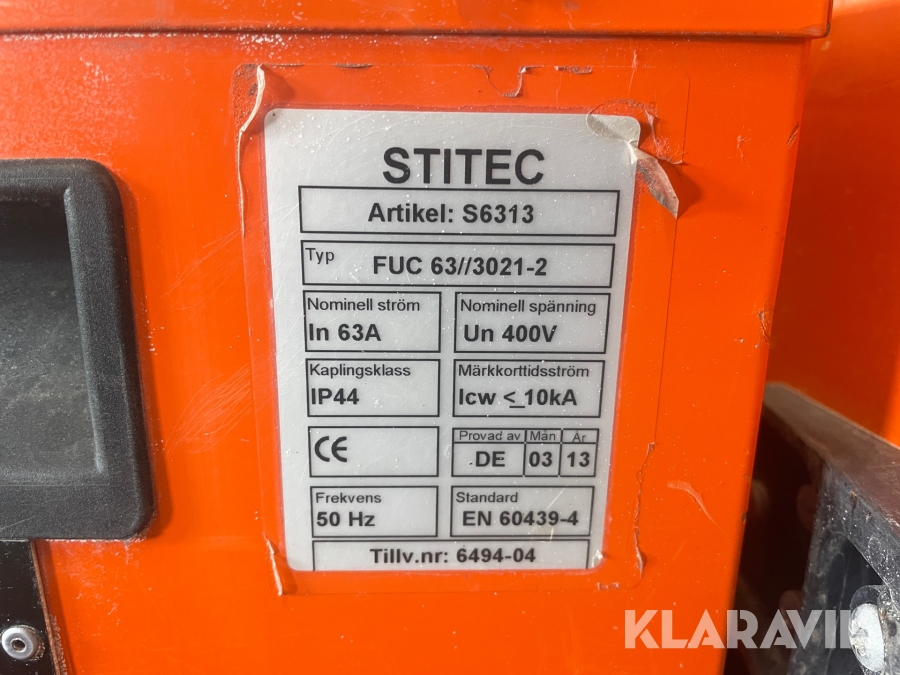 STITEC
Artikel: S6313
Typ FUC 63//3021-2
Nominell ström
In 63A
Nominell spänning
Un 400V
Kaplingsklass
IP44
Märkkorttidsström
Icw <_10kA
CE
Provad av Mån År
DE 03 13
Frekvens
50 Hz
Standard
EN 60439-4
Tillv.nr: 6494-04
KLARAVIK